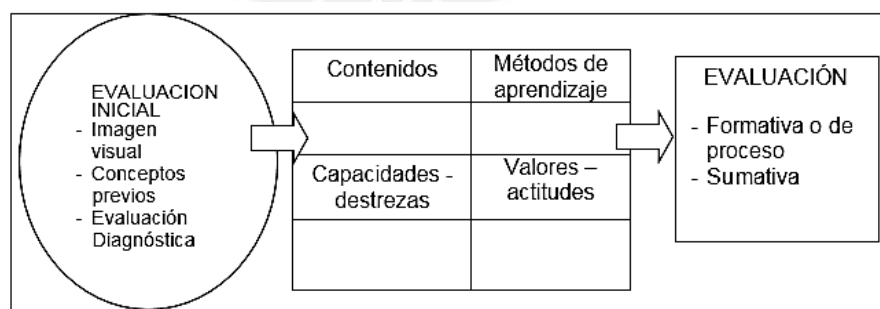 EVALUACION
INICIAL
- Imagen
visual
- Conceptos
previos
- Evaluación
Diagnóstica
Contenidos
Métodos de
aprendizaje
Capacidades -
destrezas
Valores –
actitudes
EVALUACIÓN
- Formativa o de
proceso
- Sumativa